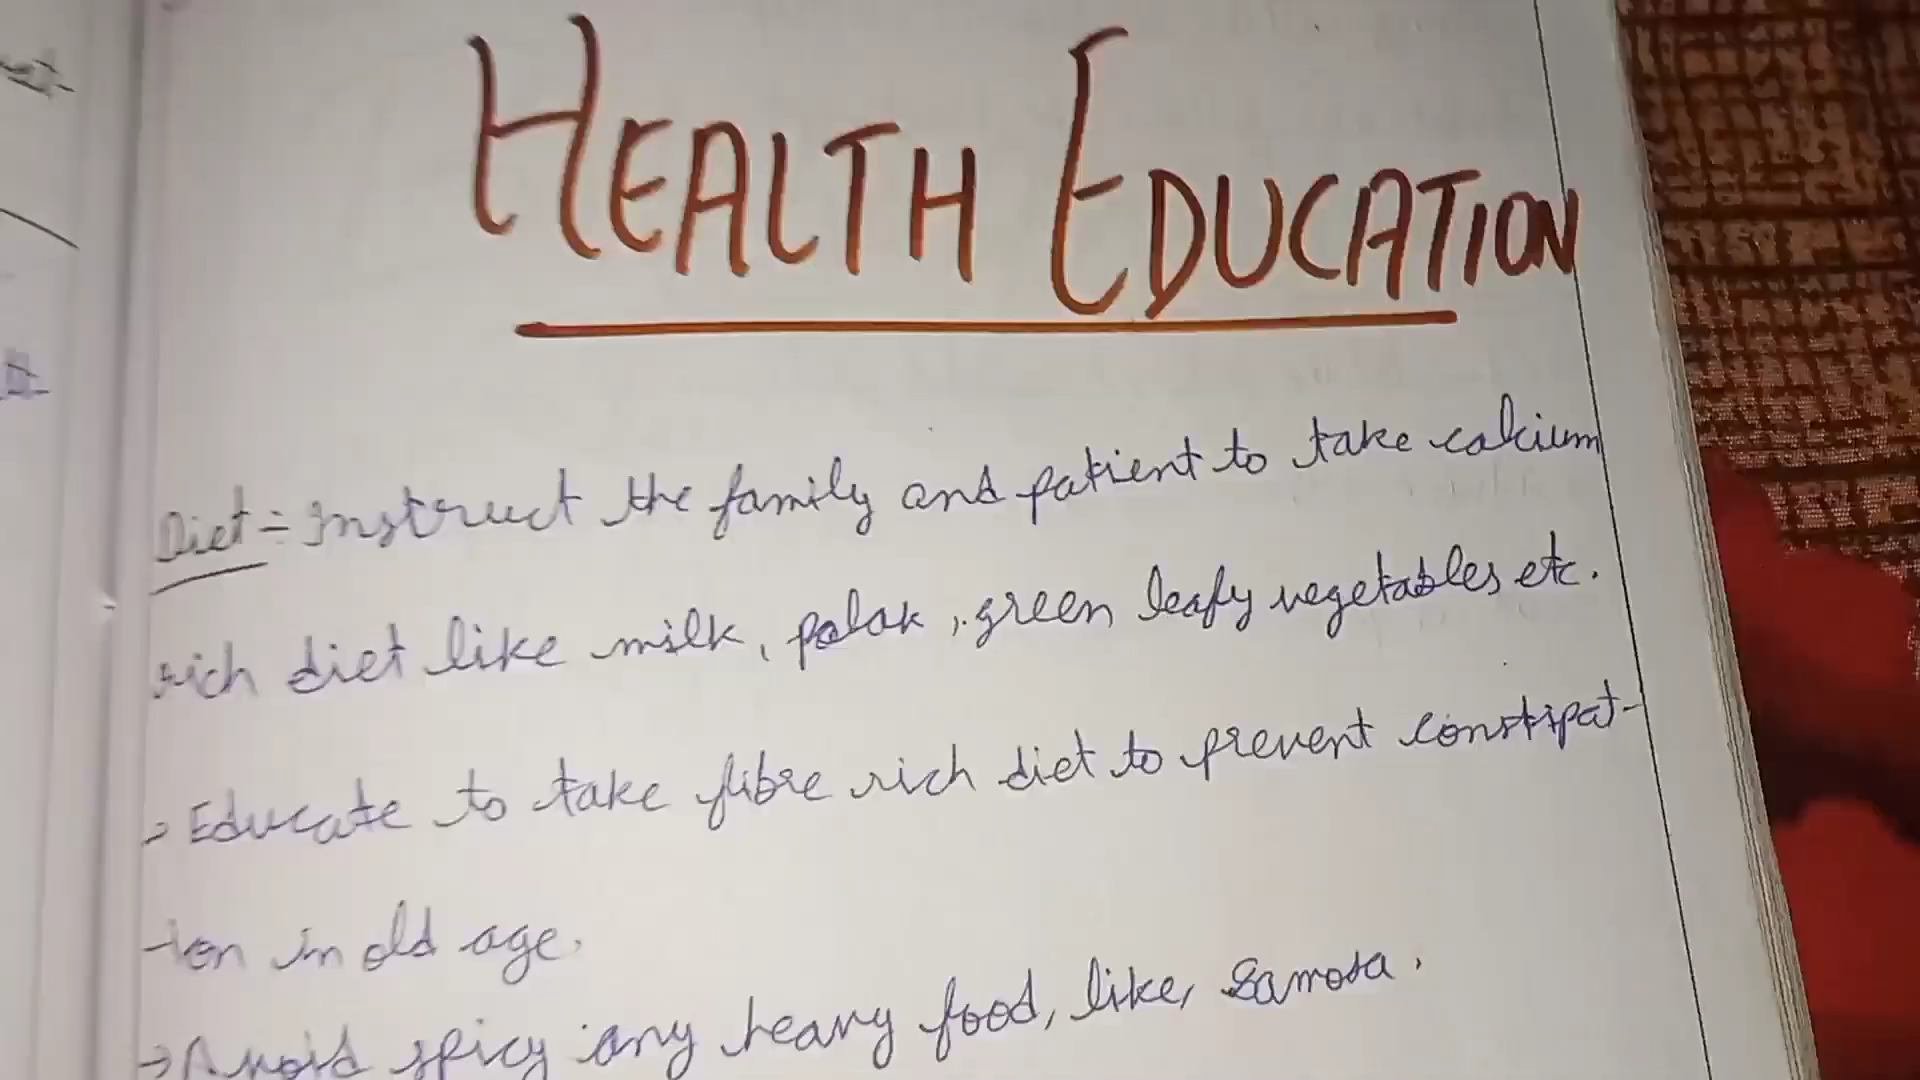 HEALTH EDUCATION
Diet = Instruct the family and patient to take calcium
rich diet like milk, palak, green leafy vegetables etc.
→ Educate to take fibre rich diet to prevent constipat-
-ion in old age.
→ Avoid spicy any heavy food, like, Samosa.